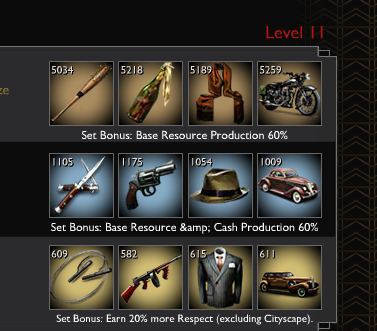 Level 11
ze
5034 5218 5189 5259
Set Bonus: Base Resource Production 60%
1105 1175 1054 1009
Set Bonus: Base Resource &amp; Cash Production 60%
609 582 615 611
Set Bonus: Earn 20% more Respect (excluding Cityscape).